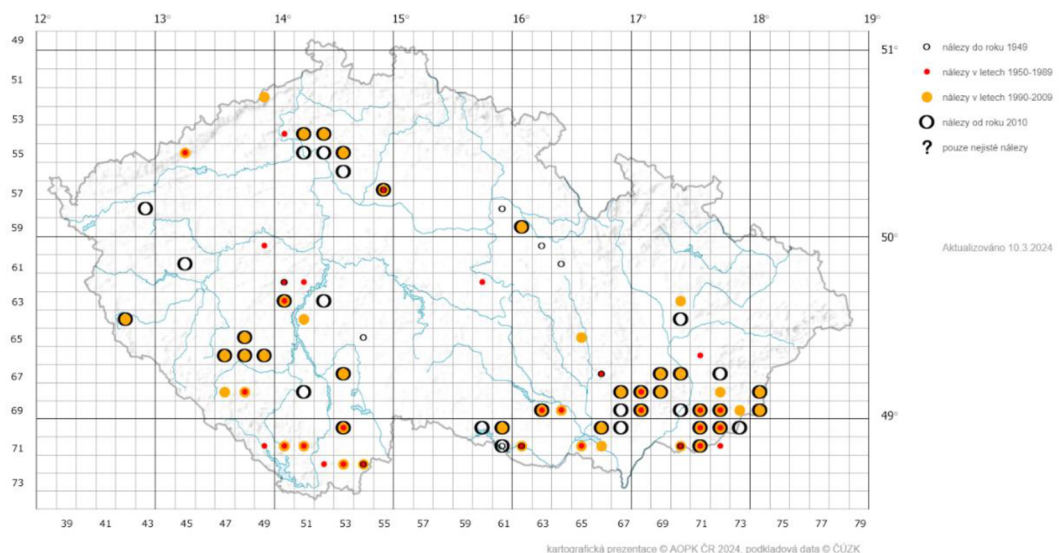 12° 13 14 15 16 17 18 19°
49
51
53
55
57
59
61
63
65
67
69
71
73
51°
50
49
39 41 43 45 47 49 51 53 55 57 59 61 63 65 67 69 71 73 75 77 79
nálezy do roku 1949
nálezy v letech 1950-1989
nálezy v letech 1990-2009
nálezy od roku 2010
? pouze nejisté nálezy
Aktualizováno 10.3.2024
kartografická prezentace © AOPK ČR 2024, podkladová data © ČÚZK